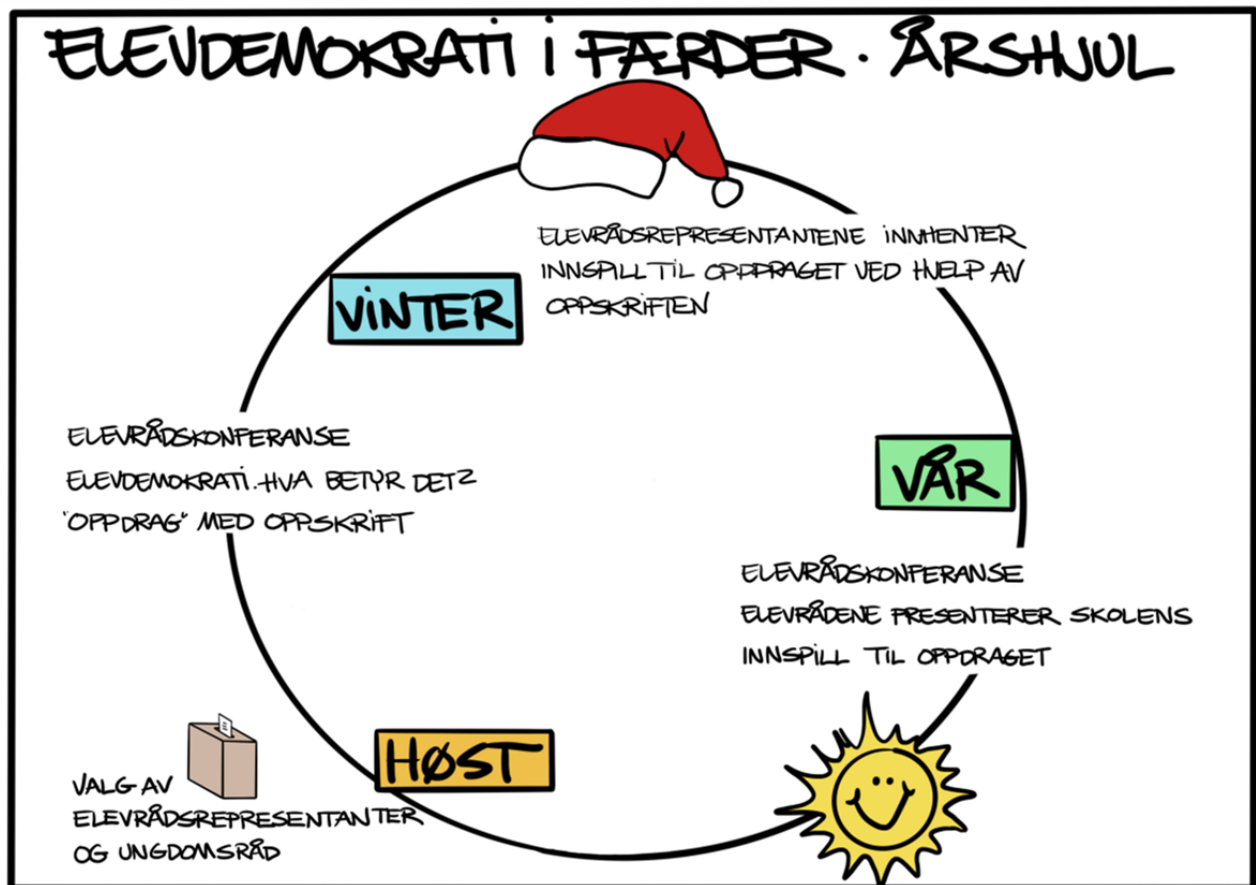 ELEVDEMOKRATI I FÆRDER · ÅRSHJUL
ELEVRÅDSREPRESENTANTENE INNHENTER
INNSPILL TIL OPPDRAGET VED HJELP AV
OPPSKRIFTEN
VINTER
ELEVRÅDSKONFERANSE
ELEVDEMOKRATI. HVA BETYR DET?
"OPPDRAG" MED OPPSKRIFT
VÅR
ELEVRÅDSKONFERANSE
ELEVRÅDENE PRESENTERER SKOLENS
INNSPILL TIL OPPDRAGET
HØST
VALG AV
ELEVRÅDSREPRESENTANTER
OG UNGDOMSRÅD